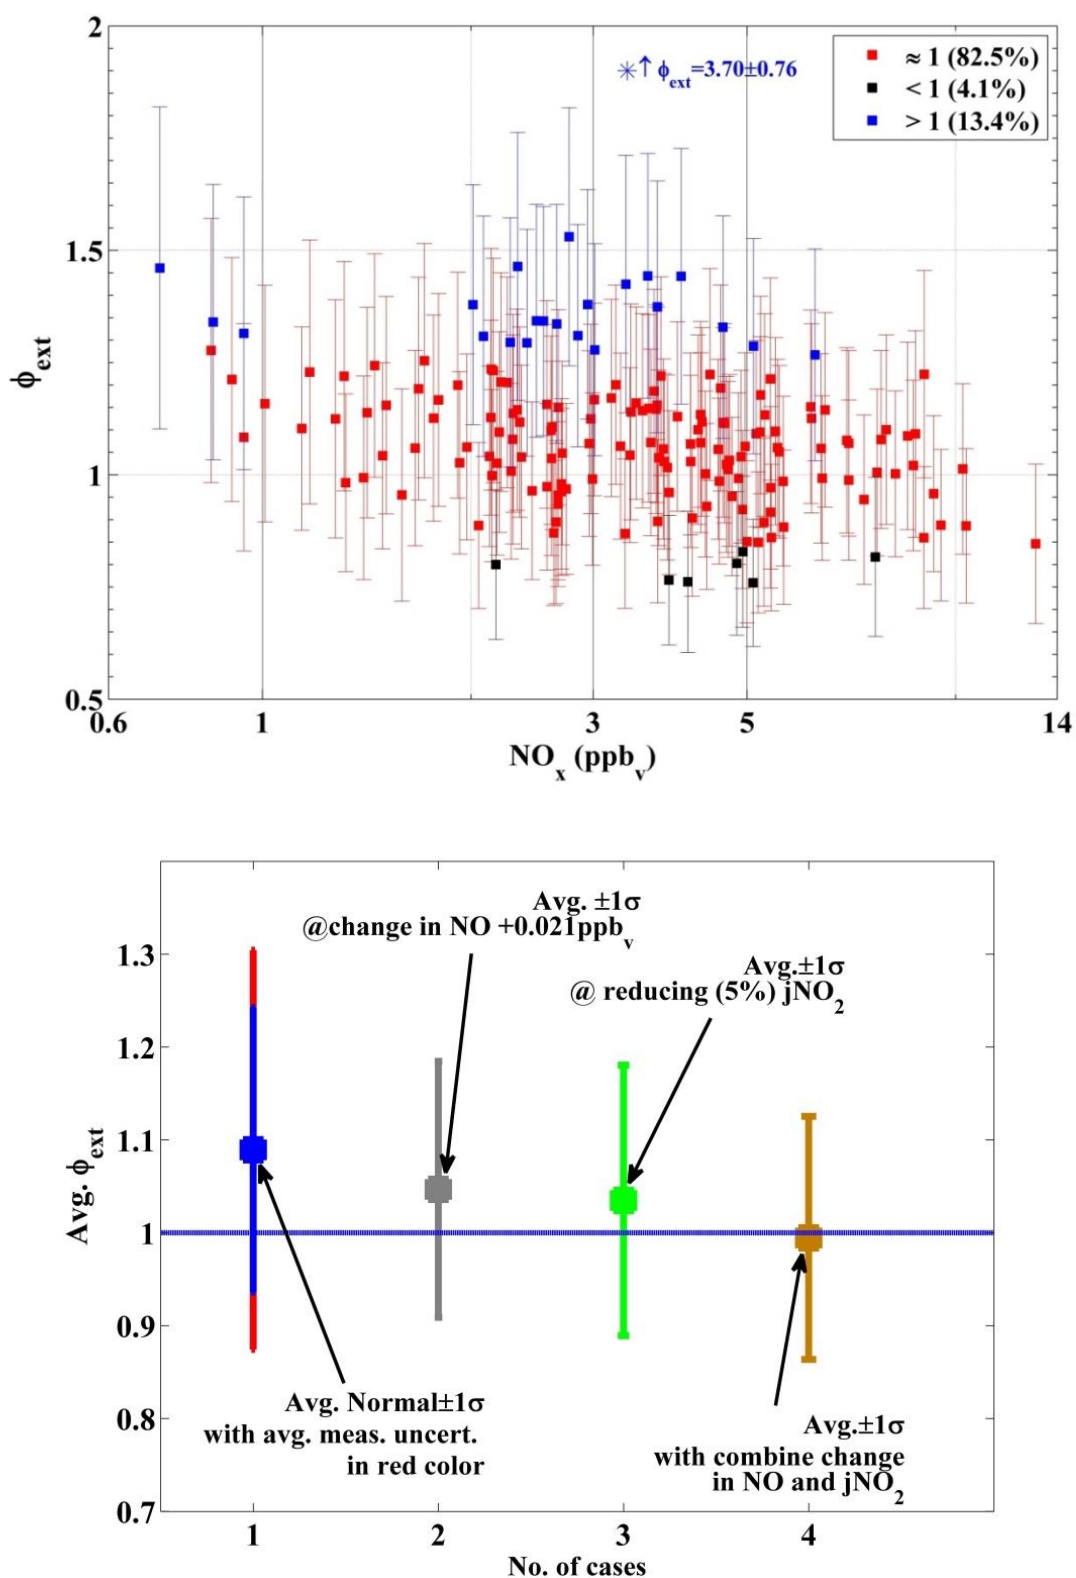 2
≈ 1 (82.5%)
< 1 (4.1%)
> 1 (13.4%)
✳↑ ϕext=3.70±0.76
1.5
ϕext
1
0.5
0.6
1
3
5
14
NOx (ppbv)
Avg. ±1σ
@change in NO +0.021ppbv
Avg.±1σ
@ reducing (5%) jNO2
1.3
1.2
1.1
Avg. ϕext
1
0.9
0.8
0.7
Avg. Normal±1σ
with avg. meas. uncert.
in red color
Avg.±1σ
with combine change
in NO and jNO2
1
2
3
4
No. of cases